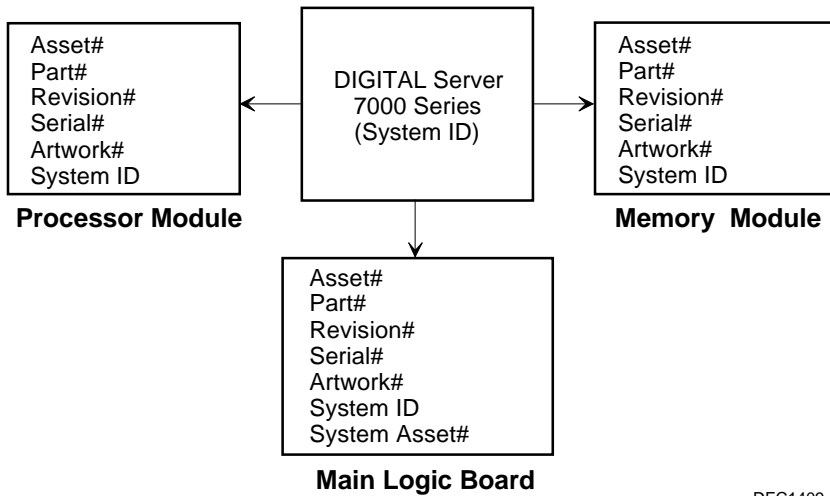 Asset#
Part#
Revision#
Serial#
Artwork#
System ID
Processor Module
DIGITAL Server
7000 Series
(System ID)
Asset#
Part#
Revision#
Serial#
Artwork#
System ID
Memory Module
Asset#
Part#
Revision#
Serial#
Artwork#
System ID
System Asset#
Main Logic Board